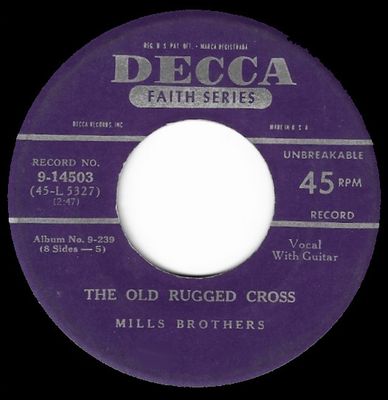 REG. U S PAT. OFF. - MARCA REGISTRADA
DECCA
FAITH SERIES
DECCA RECORDS, INC.
MADE IN U S A
RECORD NO.
9-14503
(45-L 5327)
(2:47)
UNBREAKABLE
45 RPM
RECORD
Album No. 9-239
(8 Sides — 5)
Vocal
With Guitar
THE OLD RUGGED CROSS
MILLS BROTHERS